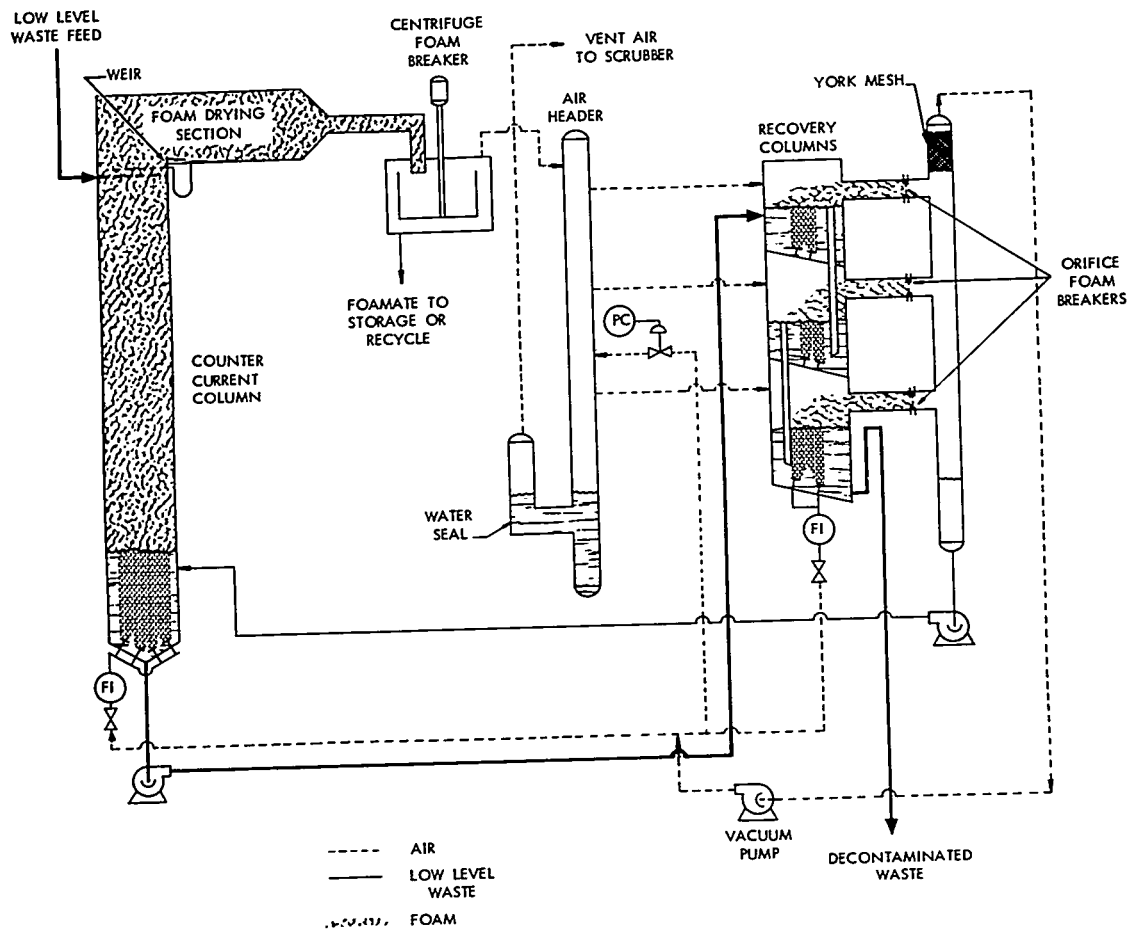 LOW LEVEL
WASTE FEED
WEIR
FOAM DRYING
SECTION
CENTRIFUGE
FOAM
BREAKER
VENT AIR
TO SCRUBBER
AIR
HEADER
YORK MESH
RECOVERY
COLUMNS
ORIFICE
FOAM
BREAKERS
FOAMATE TO
STORAGE OR
RECYCLE
PC
COUNTER
CURRENT
COLUMN
WATER
SEAL
FI
FI
VACUUM
PUMP
DECONTAMINATED
WASTE
AIR
LOW LEVEL
WASTE
FOAM